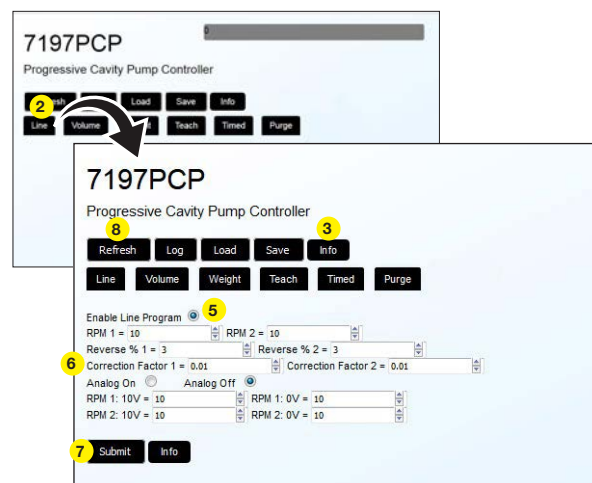 7197PCP
0
Progressive Cavity Pump Controller
2 Load Save Info
Line Volume Teach Timed Purge
7197PCP
Progressive Cavity Pump Controller
8 3
Refresh Log Load Save Info
Line Volume Weight Teach Timed Purge
Enable Line Program 5
RPM 1 = 10 RPM 2 = 10
Reverse % 1 = 3 Reverse % 2 = 3
6 Correction Factor 1 = 0.01 Correction Factor 2 = 0.01
Analog On Analog Off
RPM 1: 10V = 10 RPM 1: 0V = 10
RPM 2: 10V = 10 RPM 2: 0V = 10
7 Submit Info